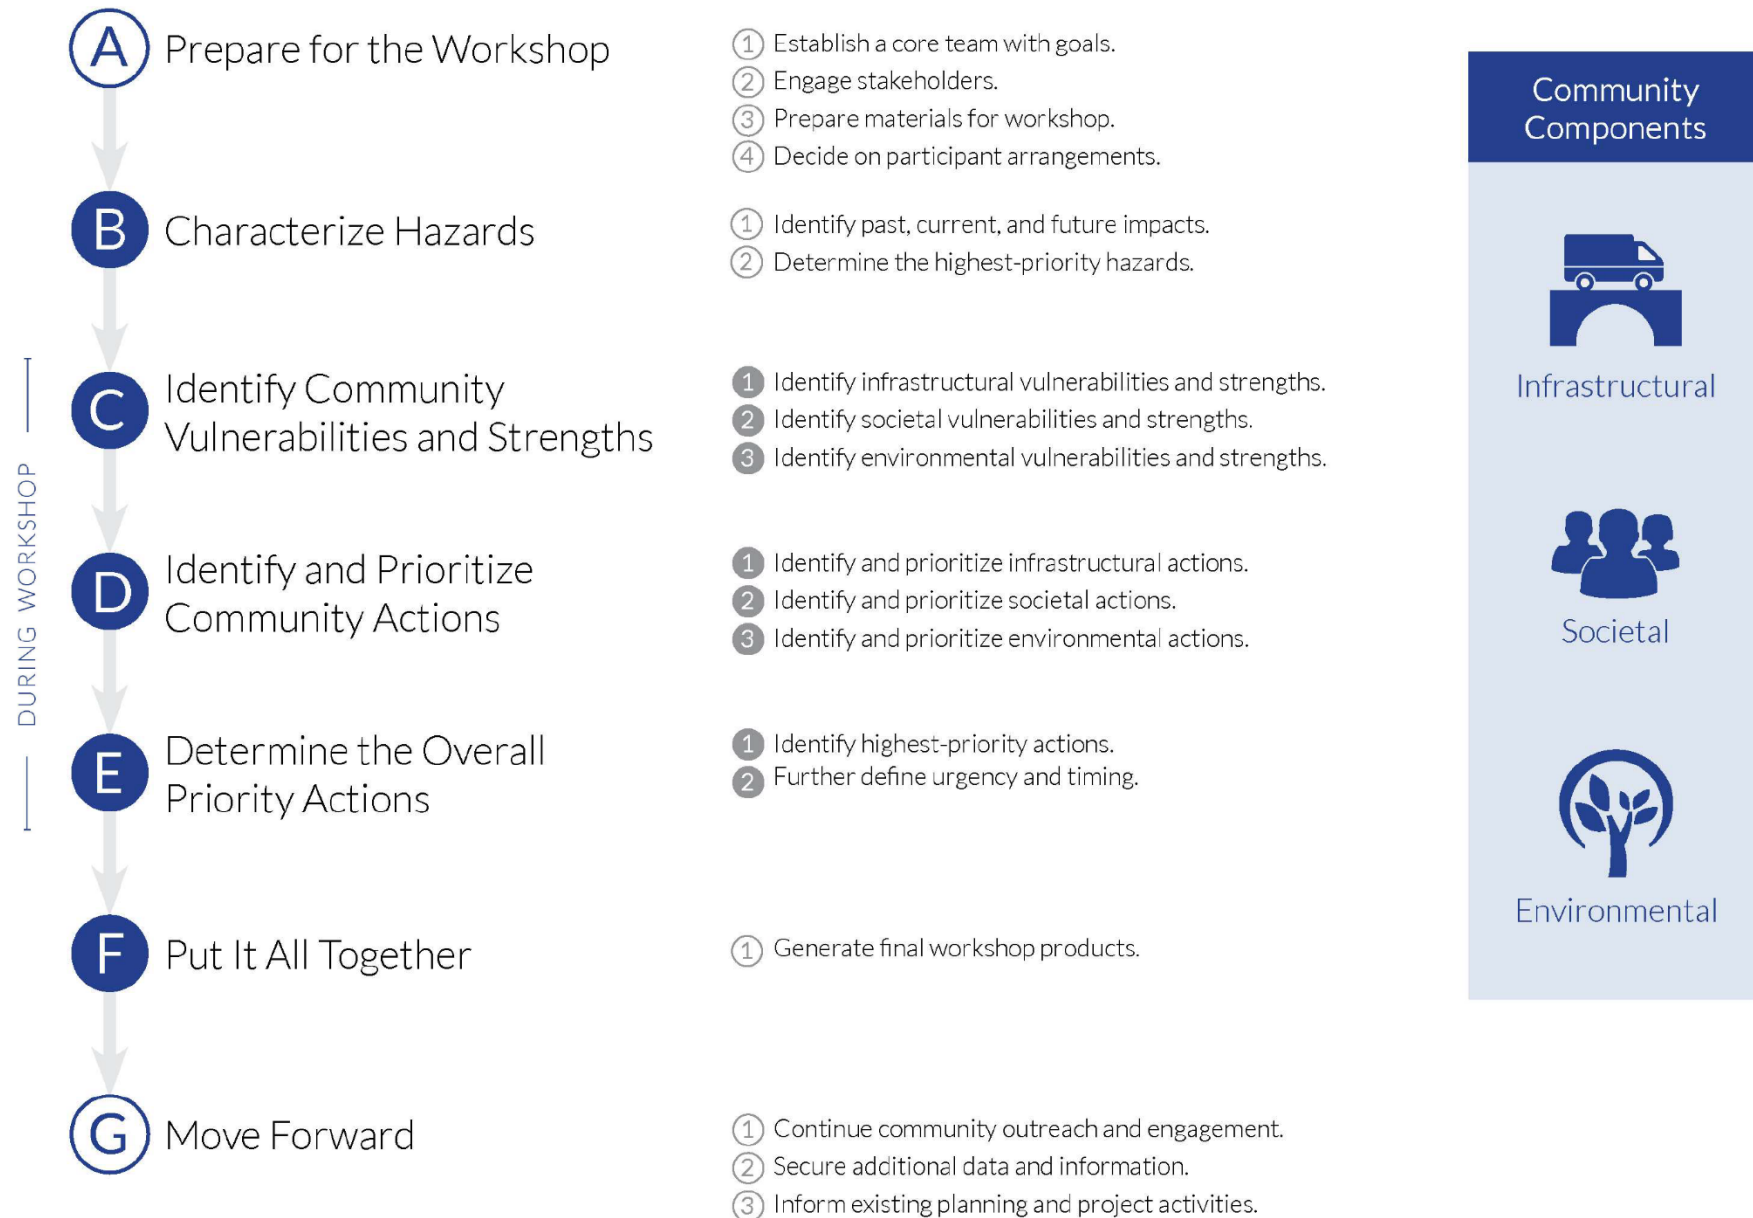 A Prepare for the Workshop
1 Establish a core team with goals.
2 Engage stakeholders.
3 Prepare materials for workshop.
4 Decide on participant arrangements.
B Characterize Hazards
1 Identify past, current, and future impacts.
2 Determine the highest-priority hazards.
DURING WORKSHOP
C Identify Community
Vulnerabilities and Strengths
1 Identify infrastructural vulnerabilities and strengths.
2 Identify societal vulnerabilities and strengths.
3 Identify environmental vulnerabilities and strengths.
D Identify and Prioritize
Community Actions
1 Identify and prioritize infrastructural actions.
2 Identify and prioritize societal actions.
3 Identify and prioritize environmental actions.
E Determine the Overall
Priority Actions
1 Identify highest-priority actions.
2 Further define urgency and timing.
F Put It All Together
1 Generate final workshop products.
G Move Forward
1 Continue community outreach and engagement.
2 Secure additional data and information.
3 Inform existing planning and project activities.
Community
Components
Infrastructural
Societal
Environmental